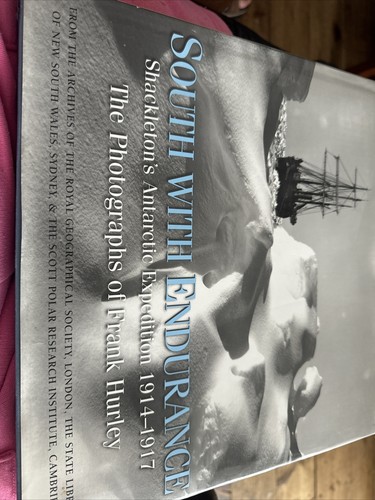 SOUTH WITH ENDURANCE
Shackleton's Antarctic Expedition 1914–1917
The Photographs of Frank Hurley
FROM THE ARCHIVES OF THE ROYAL GEOGRAPHICAL SOCIETY, LONDON, THE STATE
OF NEW SOUTH WALES, SYDNEY & THE SCOTT POLAR RESEARCH INSTITUTE,